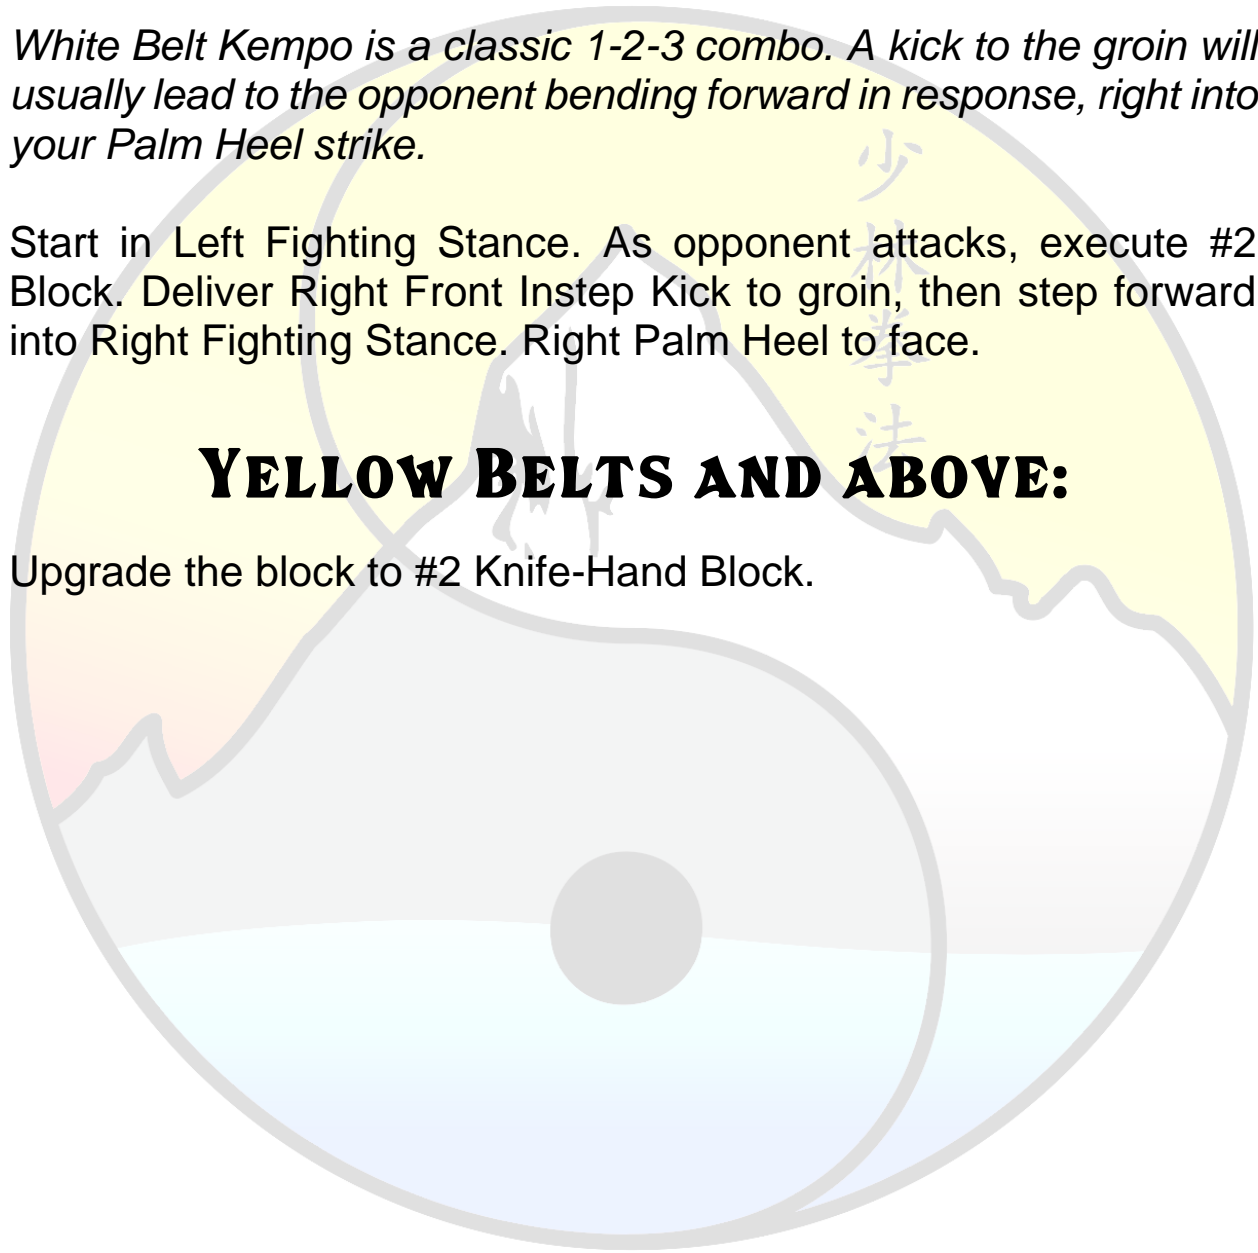 White Belt Kempo is a classic 1-2-3 combo. A kick to the groin will
usually lead to the opponent bending forward in response, right into
your Palm Heel strike.
少
林
拳
法
Start in Left Fighting Stance. As opponent attacks, execute #2
Block. Deliver Right Front Instep Kick to groin, then step forward
into Right Fighting Stance. Right Palm Heel to face.
Yellow Belts and above:
Upgrade the block to #2 Knife-Hand Block.